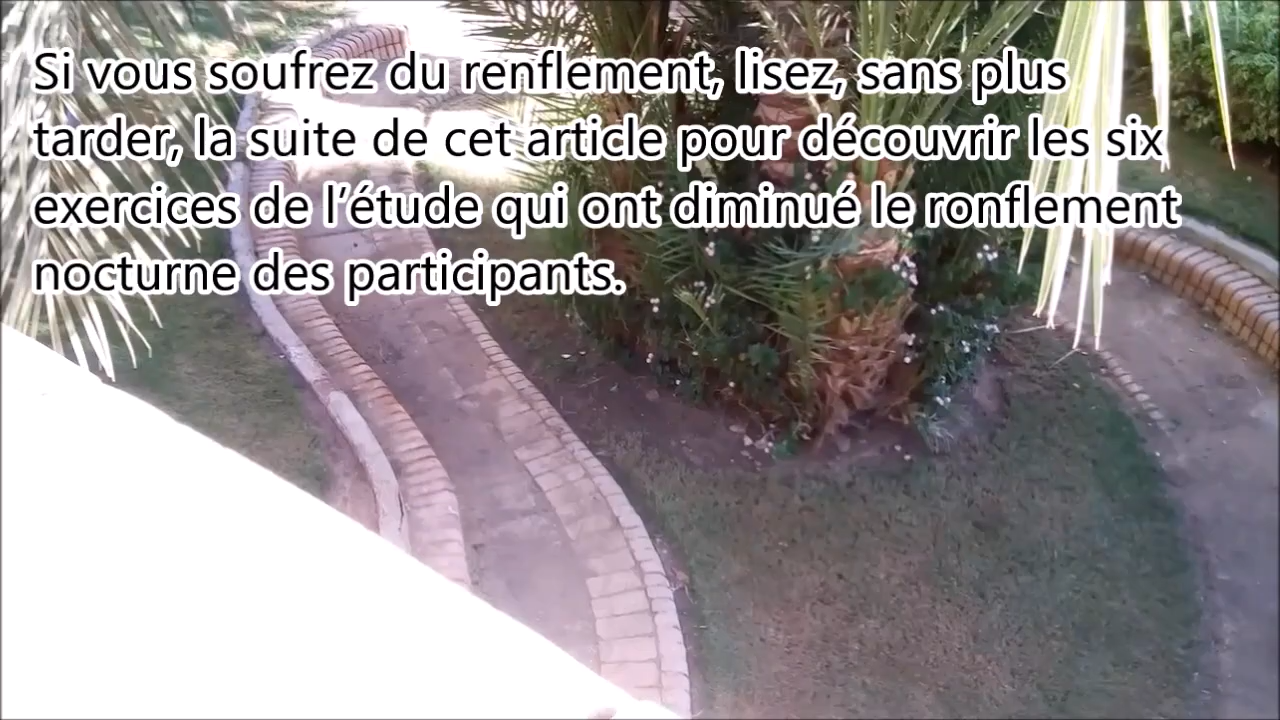 Si vous soufrez du renflement, lisez, sans plus
tarder, la suite de cet article pour découvrir les six
exercices de l’étude qui ont diminué le ronflement
nocturne des participants.